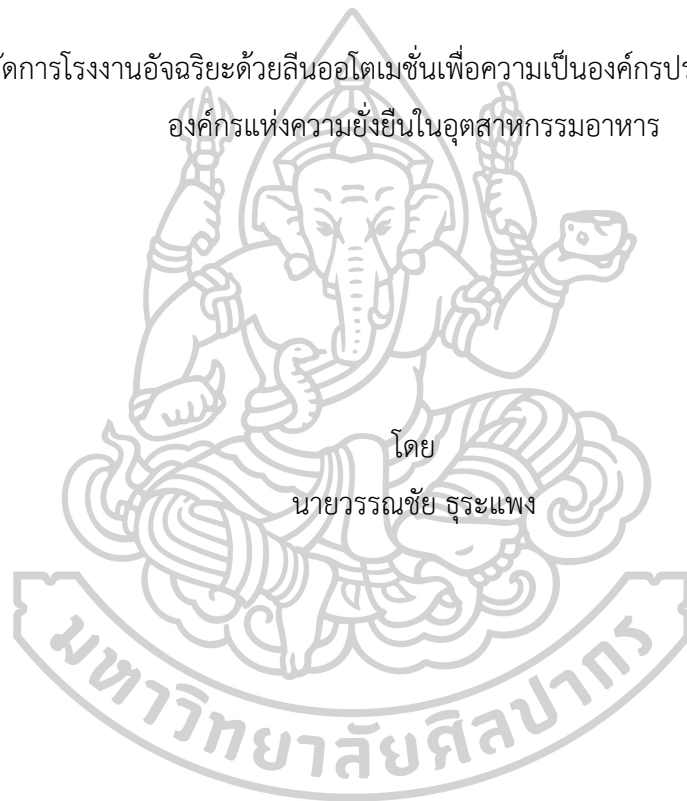 ดการโรงงานอัจฉริยะด้วยลีนออโตเมชั่นเพื่อความเป็นองค์กรปร
องค์กรแห่งความยั่งยืนในอุตสาหกรรมอาหาร
โดย
นายวรรณชัย ธุระแพง
มหาวิทยาลัยศิลปากร